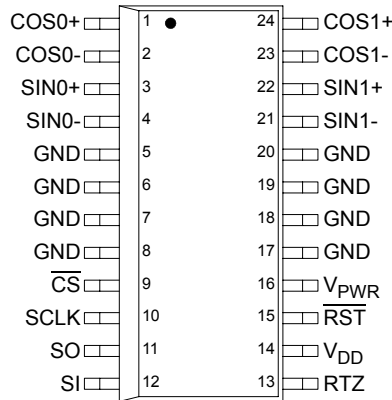 COS0+ 1 24 COS1+
COS0- 2 23 COS1-
SIN0+ 3 22 SIN1+
SIN0- 4 21 SIN1-
GND 5 20 GND
GND 6 19 GND
GND 7 18 GND
GND 8 17 GND
C̅S̅ 9 16 VPWR
SCLK 10 15 R̅S̅T̅
SO 11 14 VDD
SI 12 13 RTZ